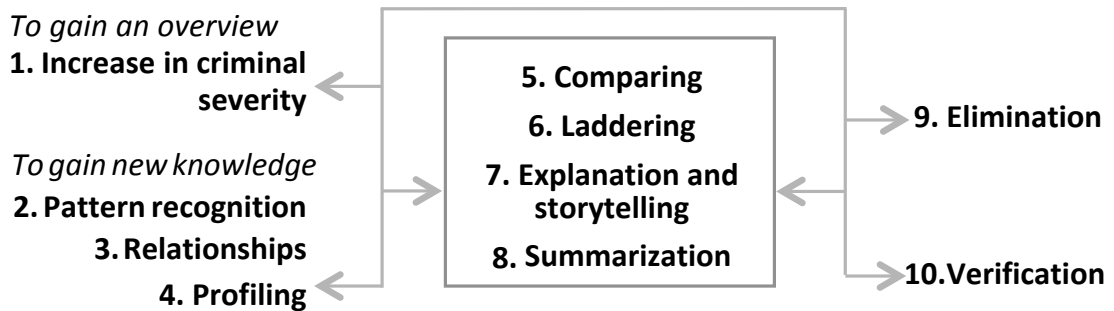 To gain an overview
1. Increase in criminal
severity
To gain new knowledge
2. Pattern recognition
3. Relationships
4. Profiling
5. Comparing
6. Laddering
7. Explanation and
storytelling
8. Summarization
9. Elimination
10.Verification